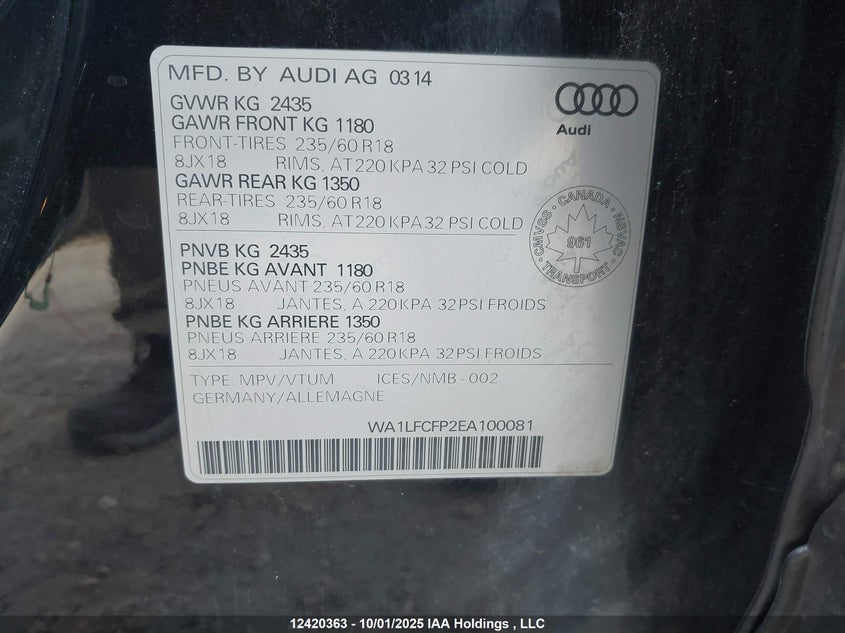 MFD. BY AUDI AG 03 14
GVWR KG 2435
GAWR FRONT KG 1180
FRONT-TIRES 235/60 R18
8JX18 RIMS, AT 220 KPA 32 PSI COLD
GAWR REAR KG 1350
REAR-TIRES 235/60 R18
8JX18 RIMS, AT 220 KPA 32 PSI COLD
Audi
CMVSS · CANADA · NSVAC
961
TRANSPORT
PNVB KG 2435
PNBE KG AVANT 1180
PNEUS AVANT 235/60 R18
8JX18 JANTES, A 220 KPA 32 PSI FROIDS
PNBE KG ARRIERE 1350
PNEUS ARRIERE 235/60 R18
8JX18 JANTES, A 220 KPA 32 PSI FROIDS
TYPE: MPV/VTUM ICES/NMB - 002
GERMANY/ALLEMAGNE
WA1LFCFP2EA100081
12420363 - 10/01/2025 IAA Holdings , LLC